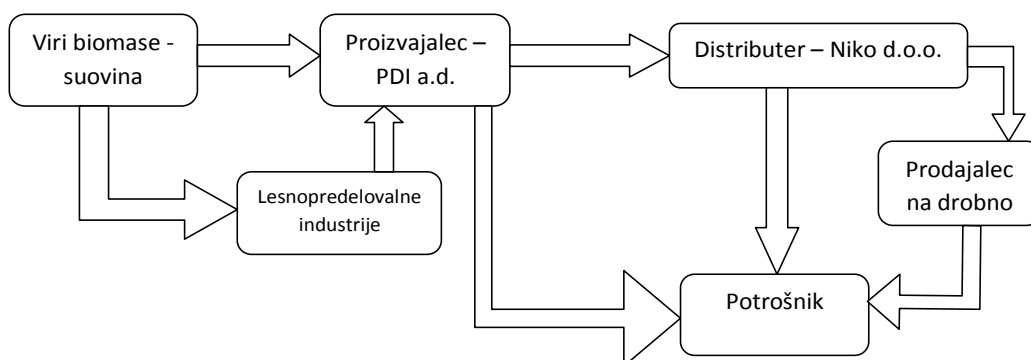 Viri biomase -
suovina
Proizvajalec –
PDI a.d.
Distributer – Niko d.o.o.
Lesnopredelovalne
industrije
Prodajalec
na drobno
Potrošnik